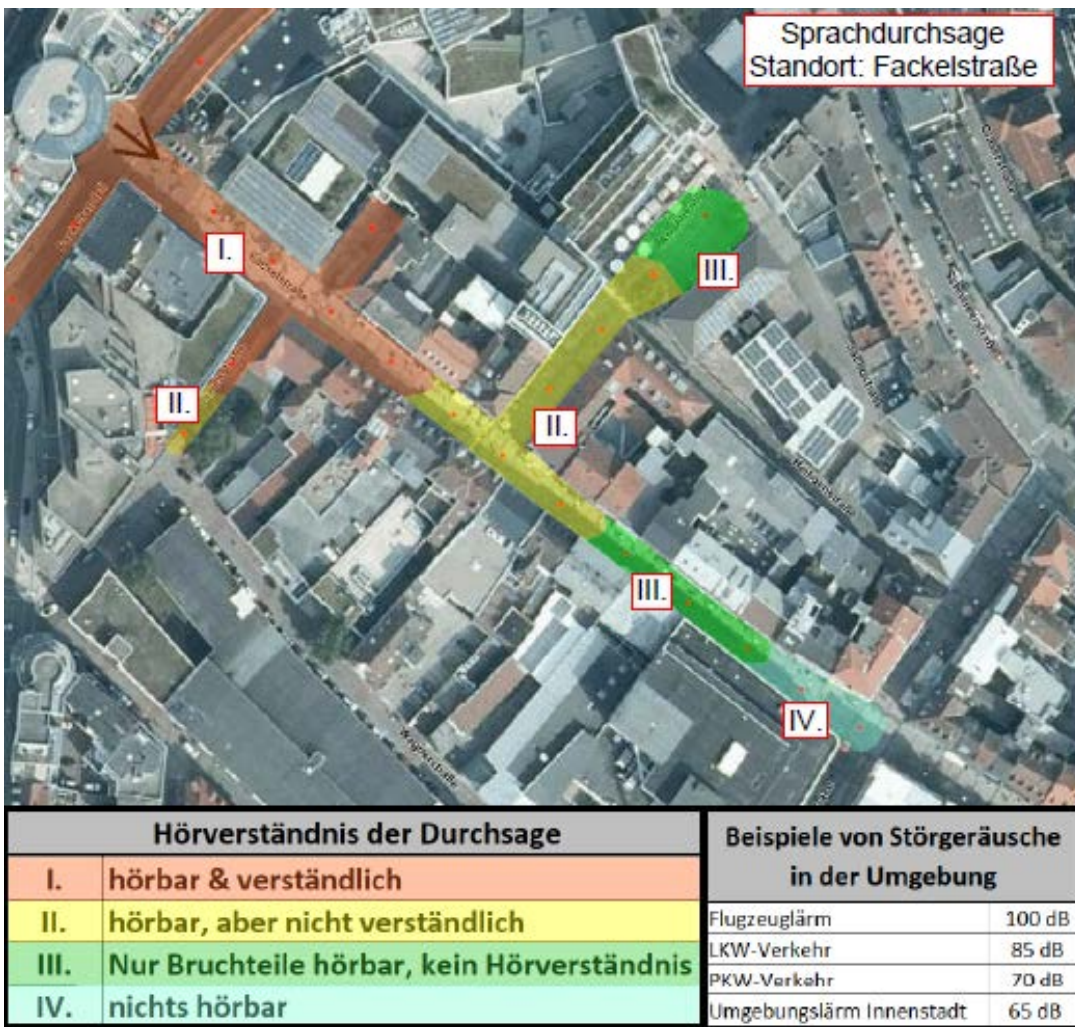 Sprachdurchsage
Standort: Fackelstraße
I.
Fackelstraße
III.
II.
II.
III.
IV.
Hörverständnis der Durchsage
I. hörbar & verständlich
II. hörbar, aber nicht verständlich
III. Nur Bruchteile hörbar, kein Hörverständnis
IV. nichts hörbar
Beispiele von Störgeräusche
in der Umgebung
Flugzeuglärm 100 dB
LKW-Verkehr 85 dB
PKW-Verkehr 70 dB
Umgebungslärm Innenstadt 65 dB